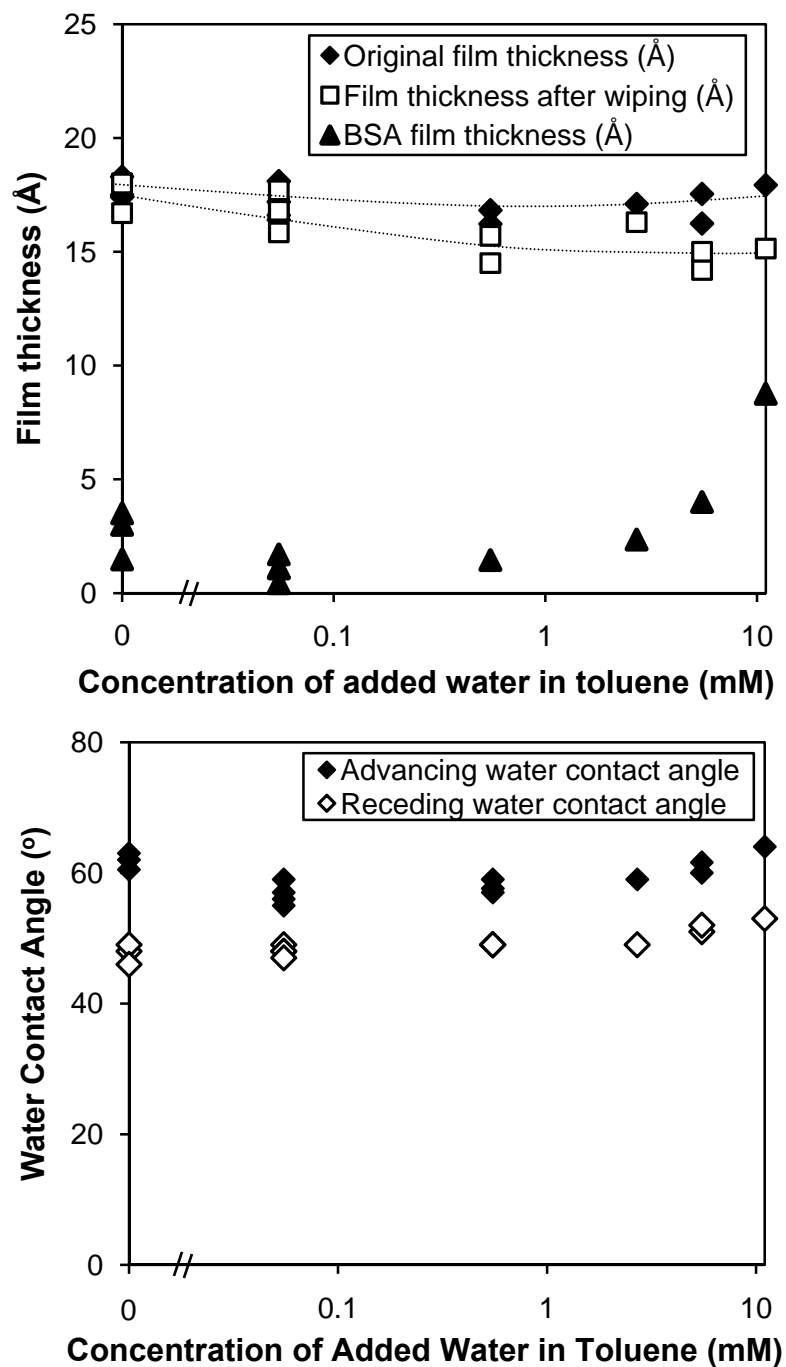 25
20
15
10
5
0
Film thickness (Å)
Original film thickness (Å)
Film thickness after wiping (Å)
BSA film thickness (Å)
0 0.1 1 10
Concentration of added water in toluene (mM)
80
60
40
20
0
Water Contact Angle (º)
Advancing water contact angle
Receding water contact angle
0 0.1 1 10
Concentration of Added Water in Toluene (mM)